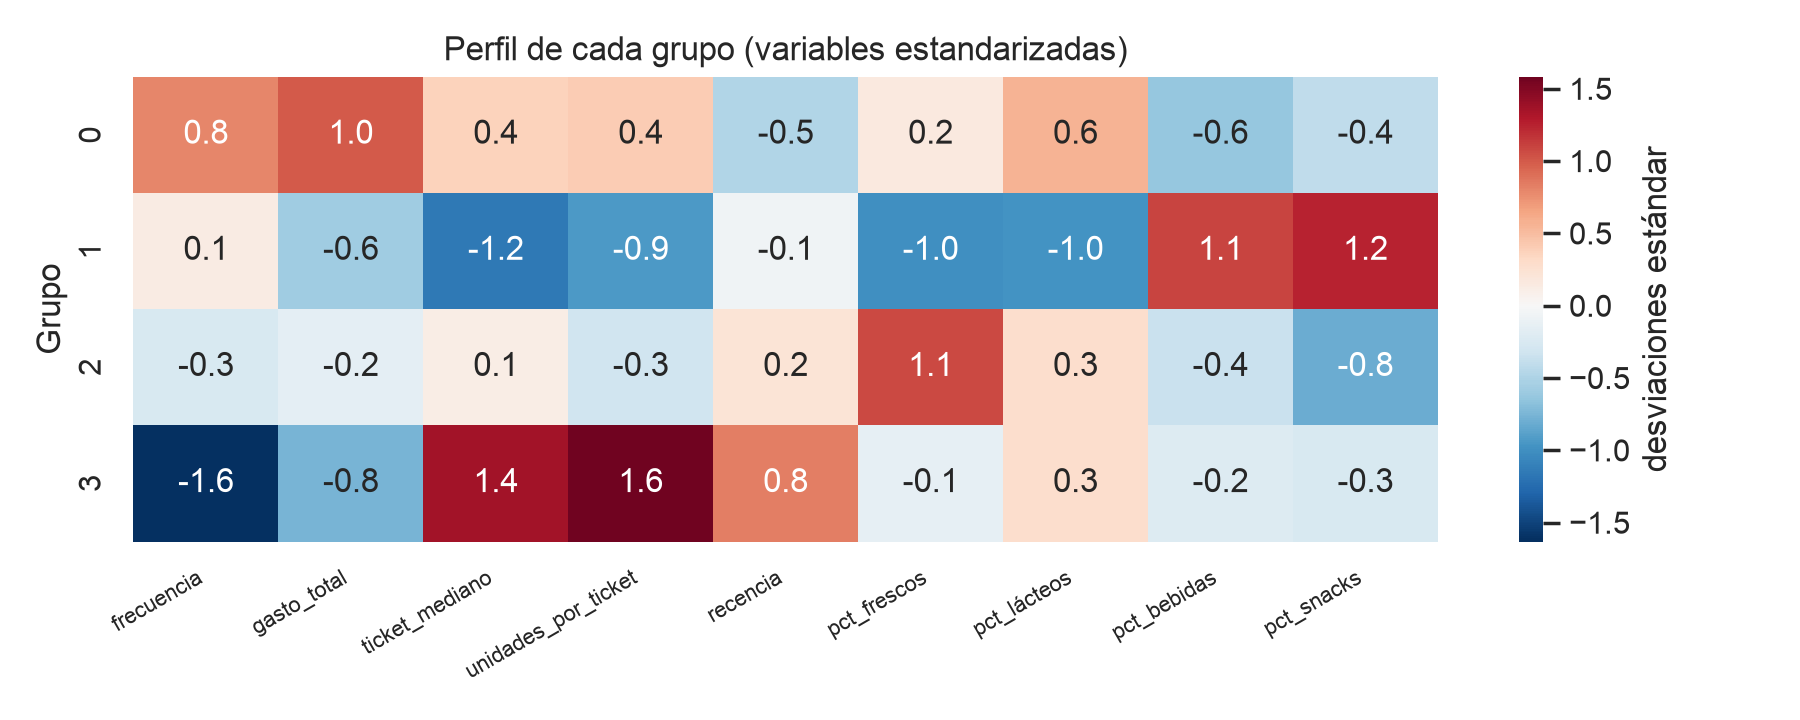 Perfil de cada grupo (variables estandarizadas)
Grupo
0
0.8 1.0 0.4 0.4 -0.5 0.2 0.6 -0.6 -0.4
1
0.1 -0.6 -1.2 -0.9 -0.1 -1.0 -1.0 1.1 1.2
2
-0.3 -0.2 0.1 -0.3 0.2 1.1 0.3 -0.4 -0.8
3
-1.6 -0.8 1.4 1.6 0.8 -0.1 0.3 -0.2 -0.3
frecuencia
gasto_total
ticket_mediano
unidades_por_ticket
recencia
pct_frescos
pct_lácteos
pct_bebidas
pct_snacks
1.5
1.0
0.5
0.0
−0.5
−1.0
−1.5
desviaciones estándar